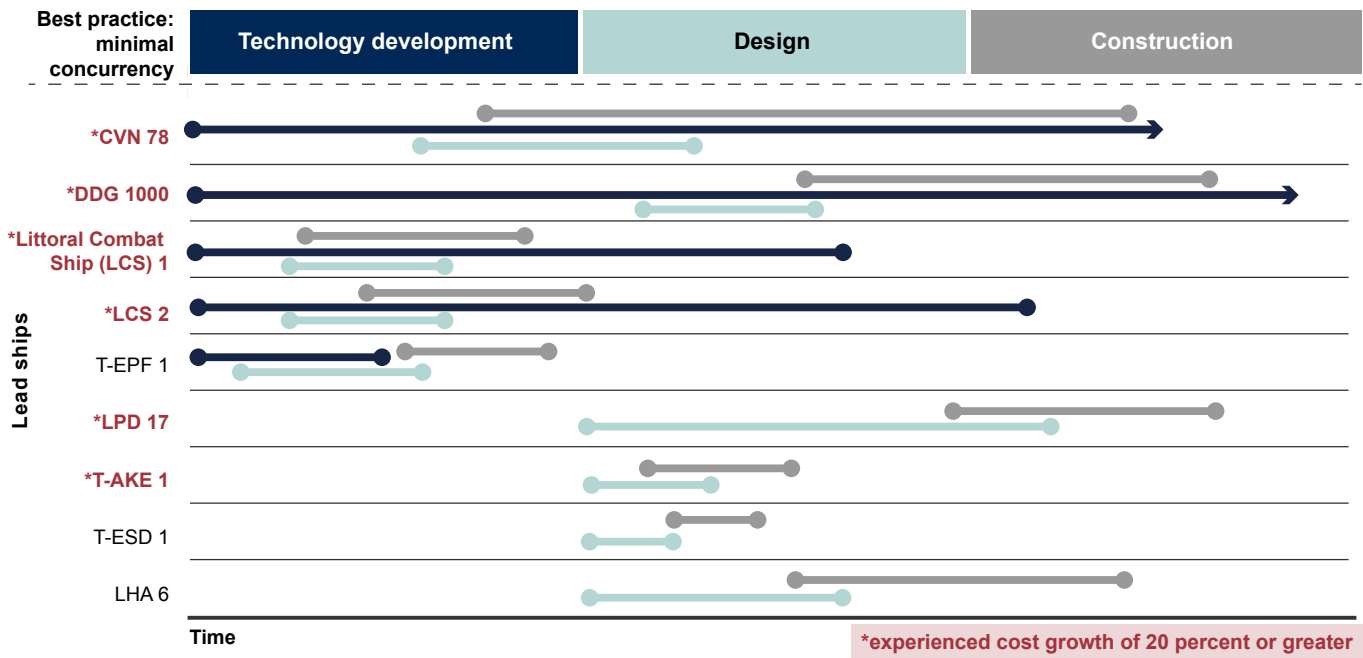 Best practice:
minimal
concurrency
Technology development
Design
Construction
*CVN 78
*DDG 1000
*Littoral Combat
Ship (LCS) 1
*LCS 2
T-EPF 1
*LPD 17
*T-AKE 1
T-ESD 1
LHA 6
Lead ships
Time
*experienced cost growth of 20 percent or greater